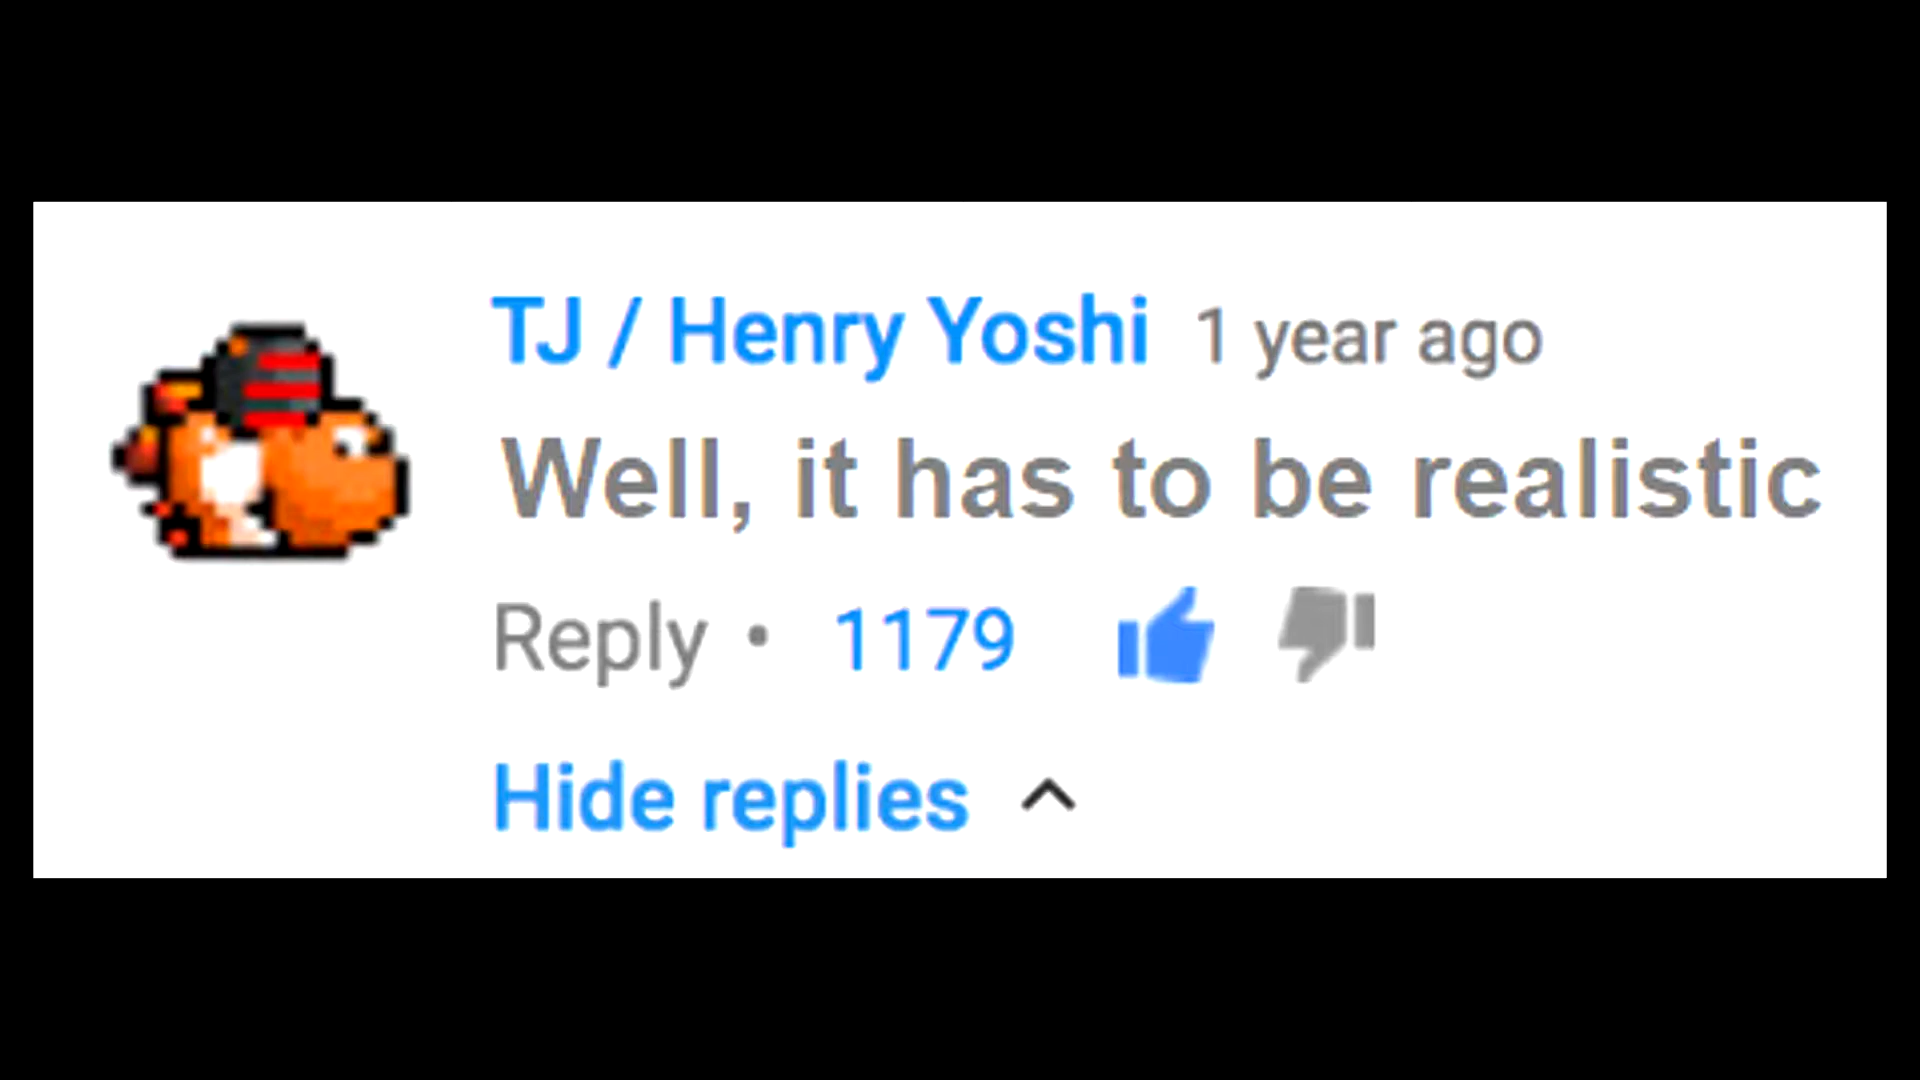 TJ / Henry Yoshi 1 year ago
Well, it has to be realistic
Reply • 1179
Hide replies